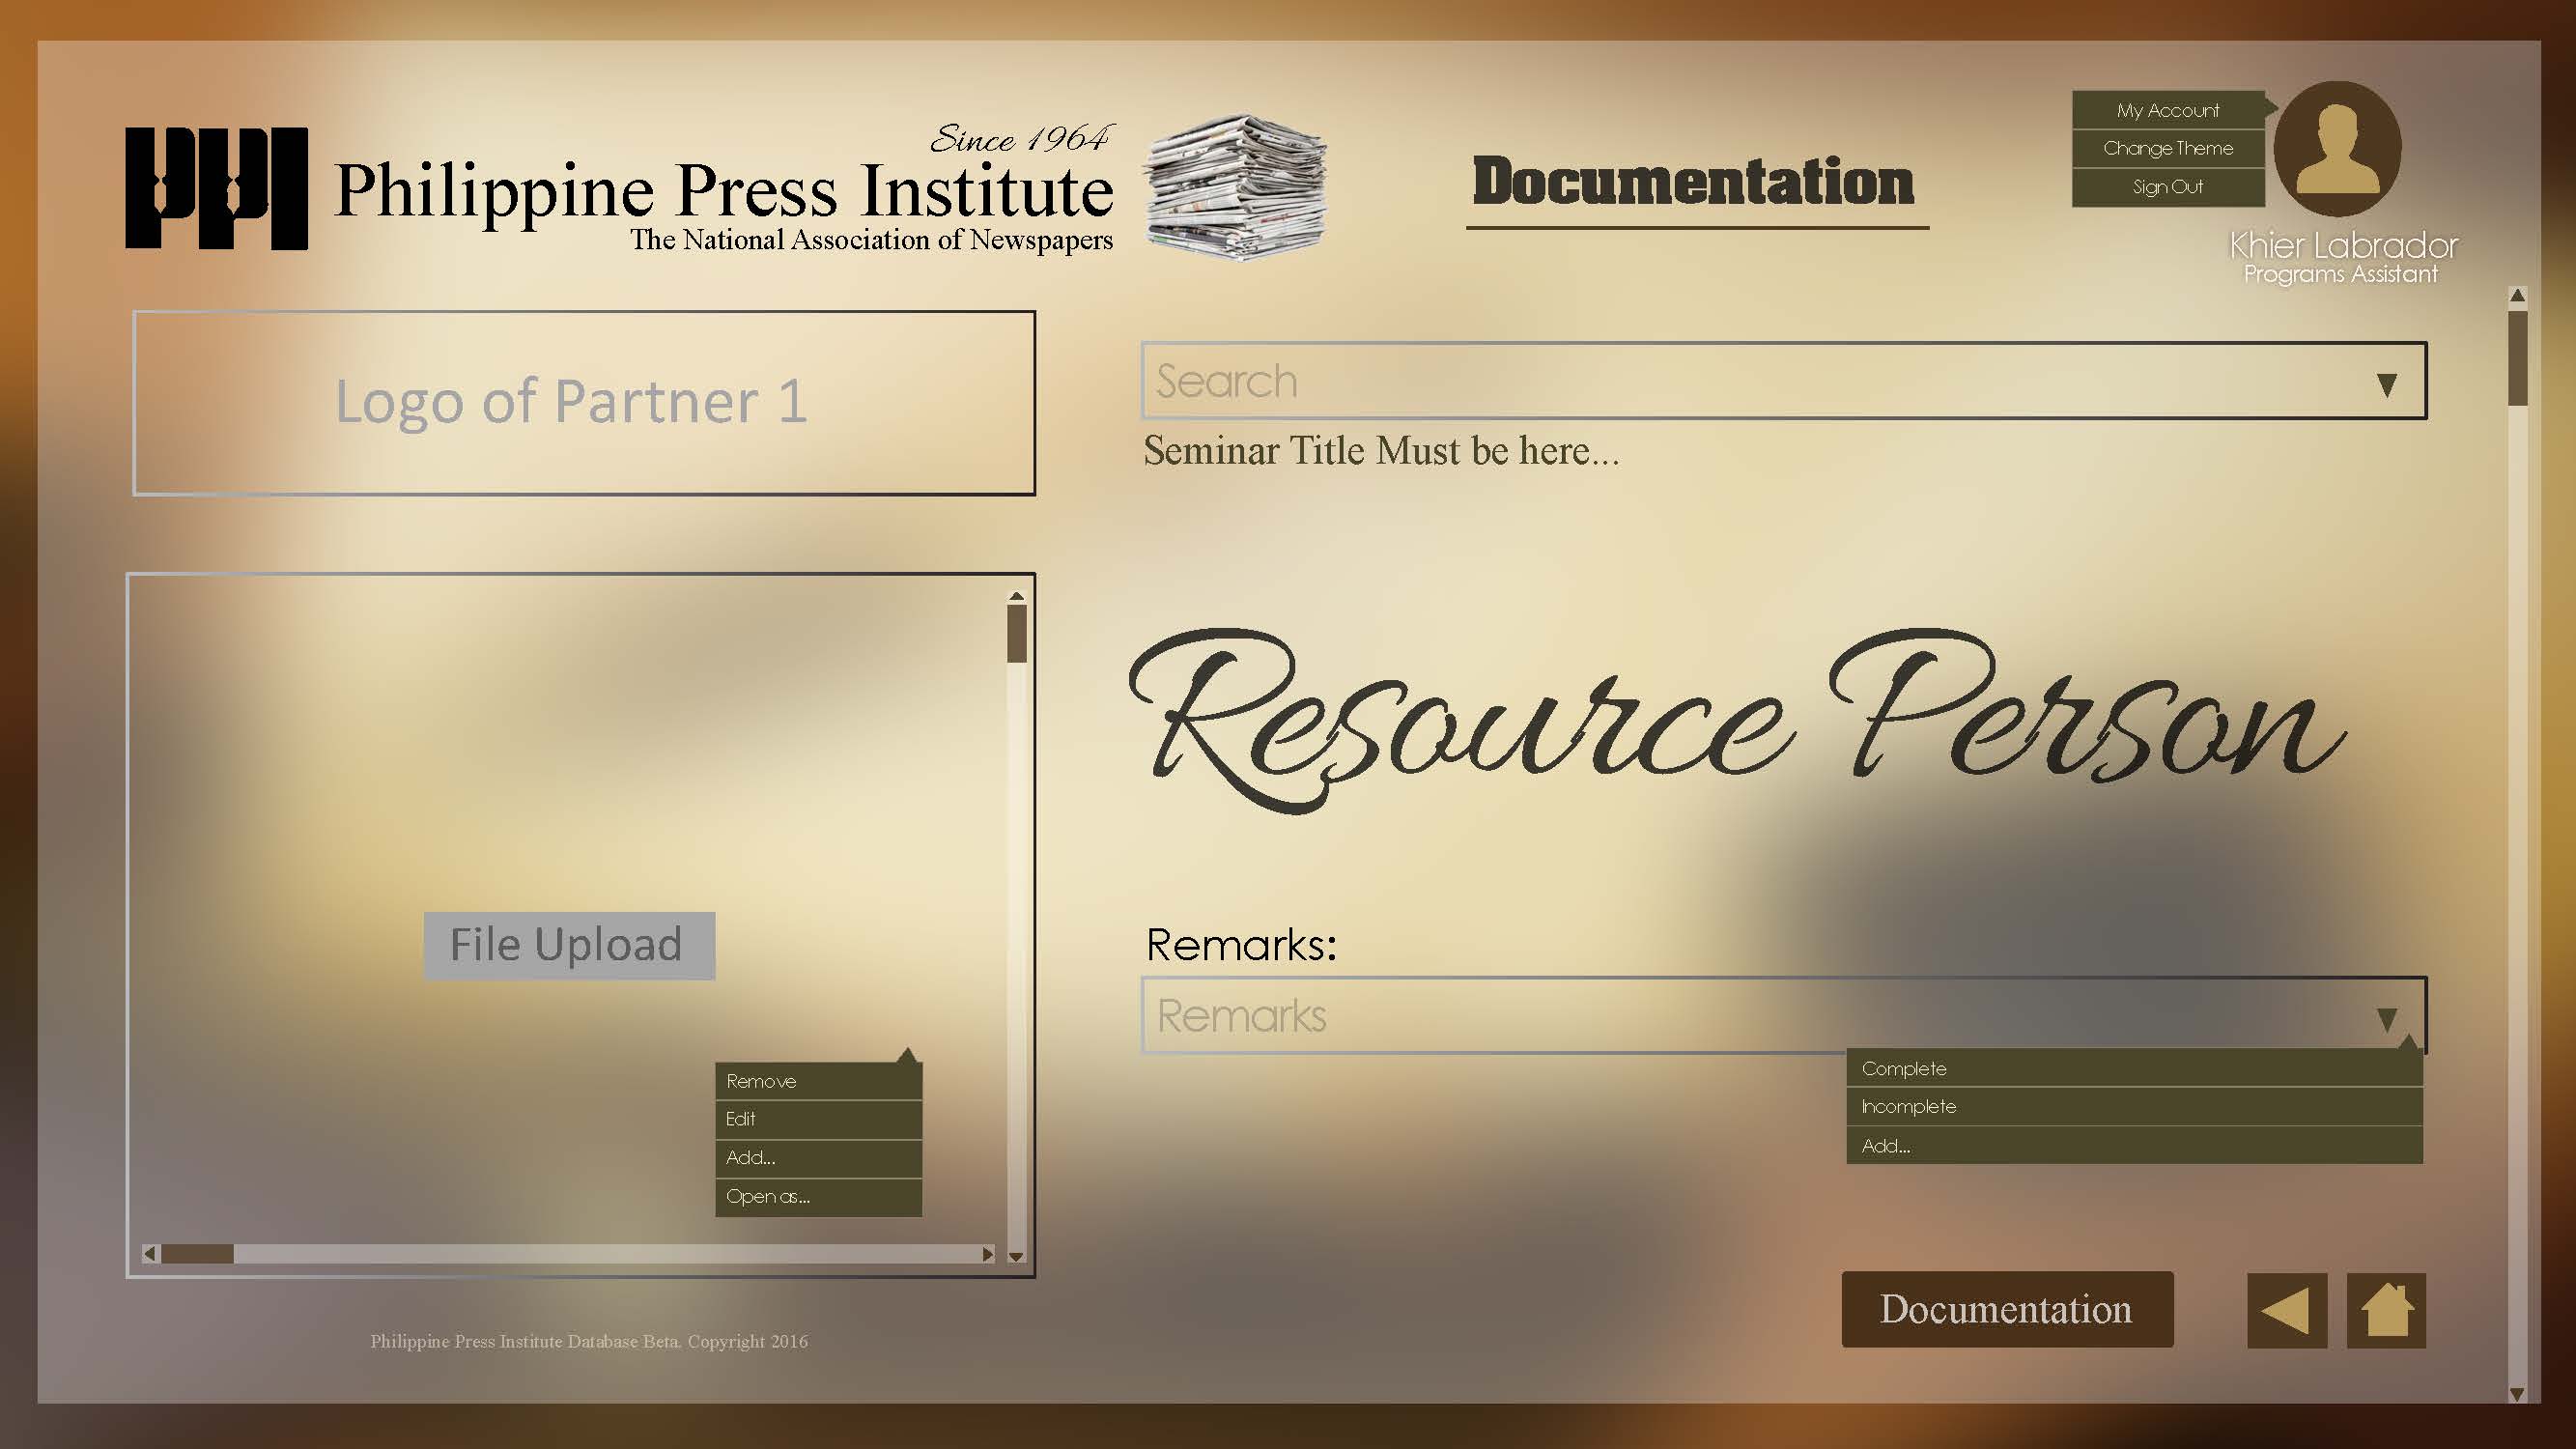 PPI
Since 1964
Philippine Press Institute
The National Association of Newspapers
Documentation
My Account
Change Theme
Sign Out
Khier Labrador
Programs Assistant
Logo of Partner 1
Search
Seminar Title Must be here...
Resource Person
File Upload
Remove
Edit
Add...
Open as...
Remarks:
Remarks
Complete
Incomplete
Add...
Documentation
Philippine Press Institute Database Beta. Copyright 2016